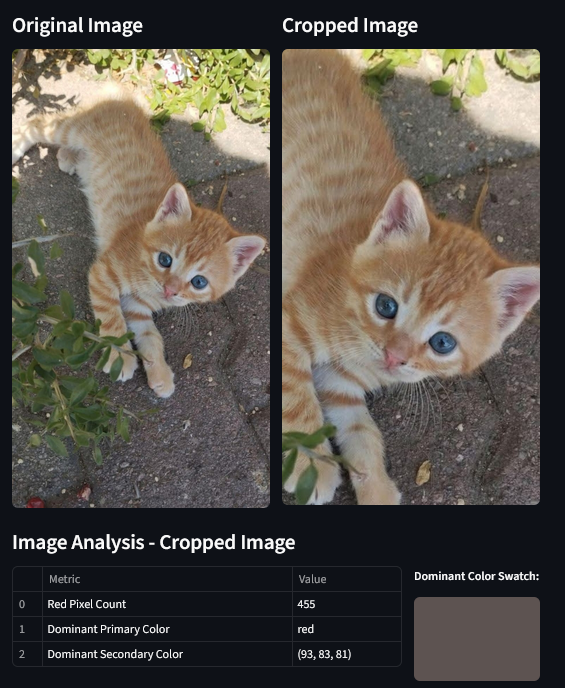 Original Image
Cropped Image
Image Analysis - Cropped Image
Metric Value
0 Red Pixel Count 455
1 Dominant Primary Color red
2 Dominant Secondary Color (93, 83, 81)
Dominant Color Swatch: